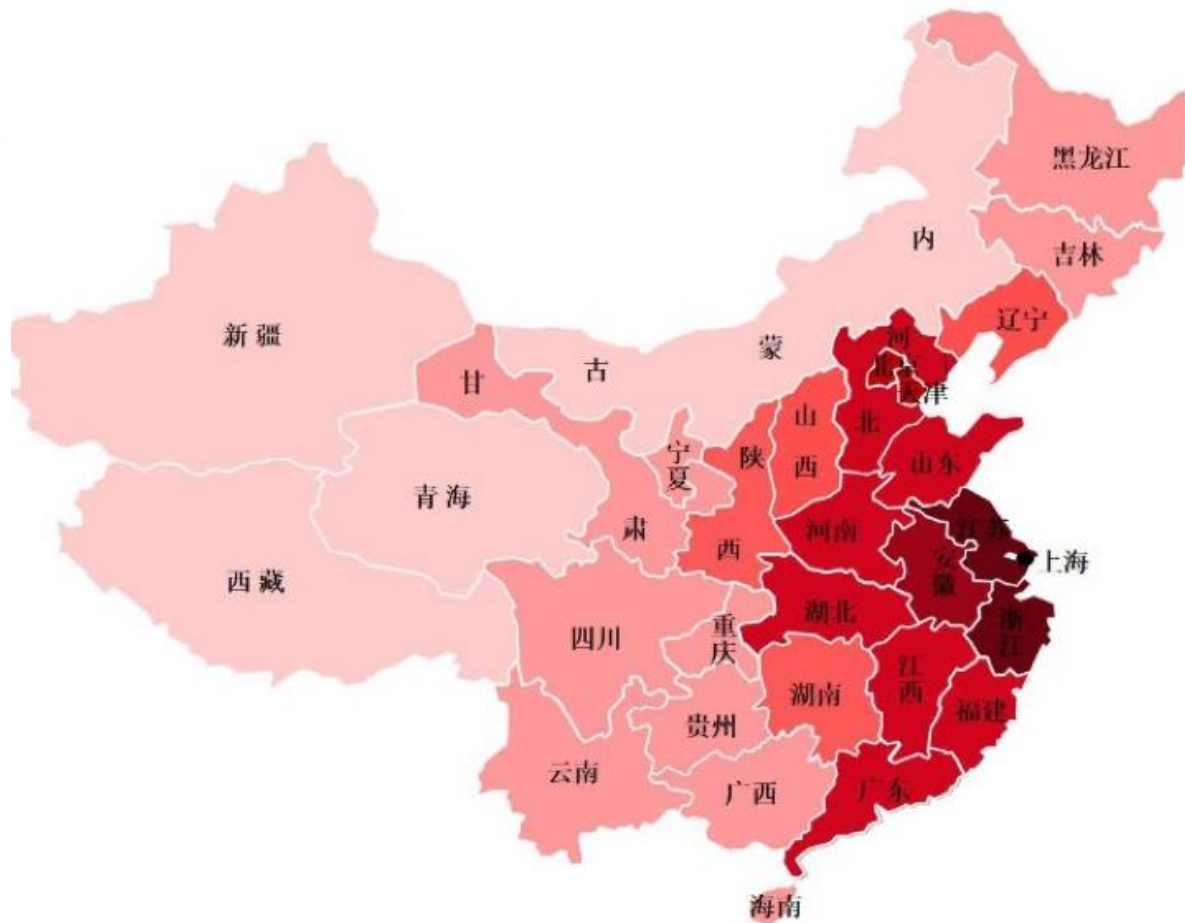 黑龙江
内
吉林
辽宁
新疆
蒙
河
古
甘
北京
天津
山
西
北
宁
夏
陕
山东
青海
肃
西
河南
江苏
安
徽
上海
西藏
湖北
浙
江
重
庆
四川
江
西
湖南
福建
贵州
云南
广西
广东
海南